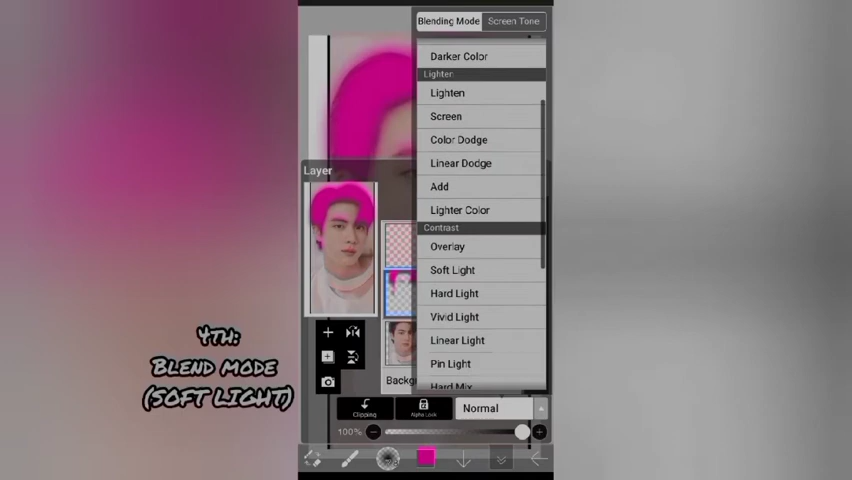 Blending Mode
Screen Tone
Darker Color
Lighten
Lighten
Screen
Color Dodge
Linear Dodge
Add
Lighter Color
Contrast
Overlay
Soft Light
Hard Light
Vivid Light
Linear Light
Pin Light
Hard Mix
Layer
Backg
Clipping
Alpha Lock
Normal
100%
4th:
Blend mode
(SOFT LIGHT)